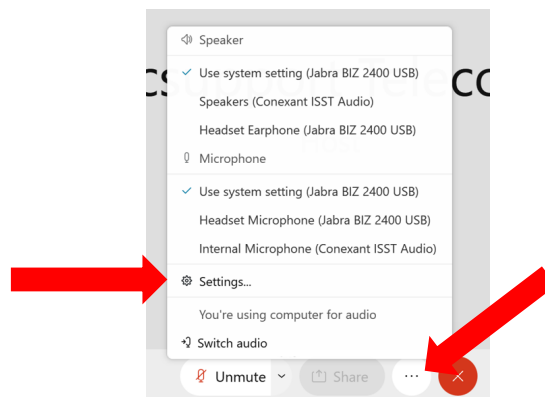 Speaker
Use system setting (Jabra BIZ 2400 USB)
Speakers (Conexant ISST Audio)
Headset Earphone (Jabra BIZ 2400 USB)
Microphone
Use system setting (Jabra BIZ 2400 USB)
Headset Microphone (Jabra BIZ 2400 USB)
Internal Microphone (Conexant ISST Audio)
Settings...
You're using computer for audio
Switch audio
Unmute
Share